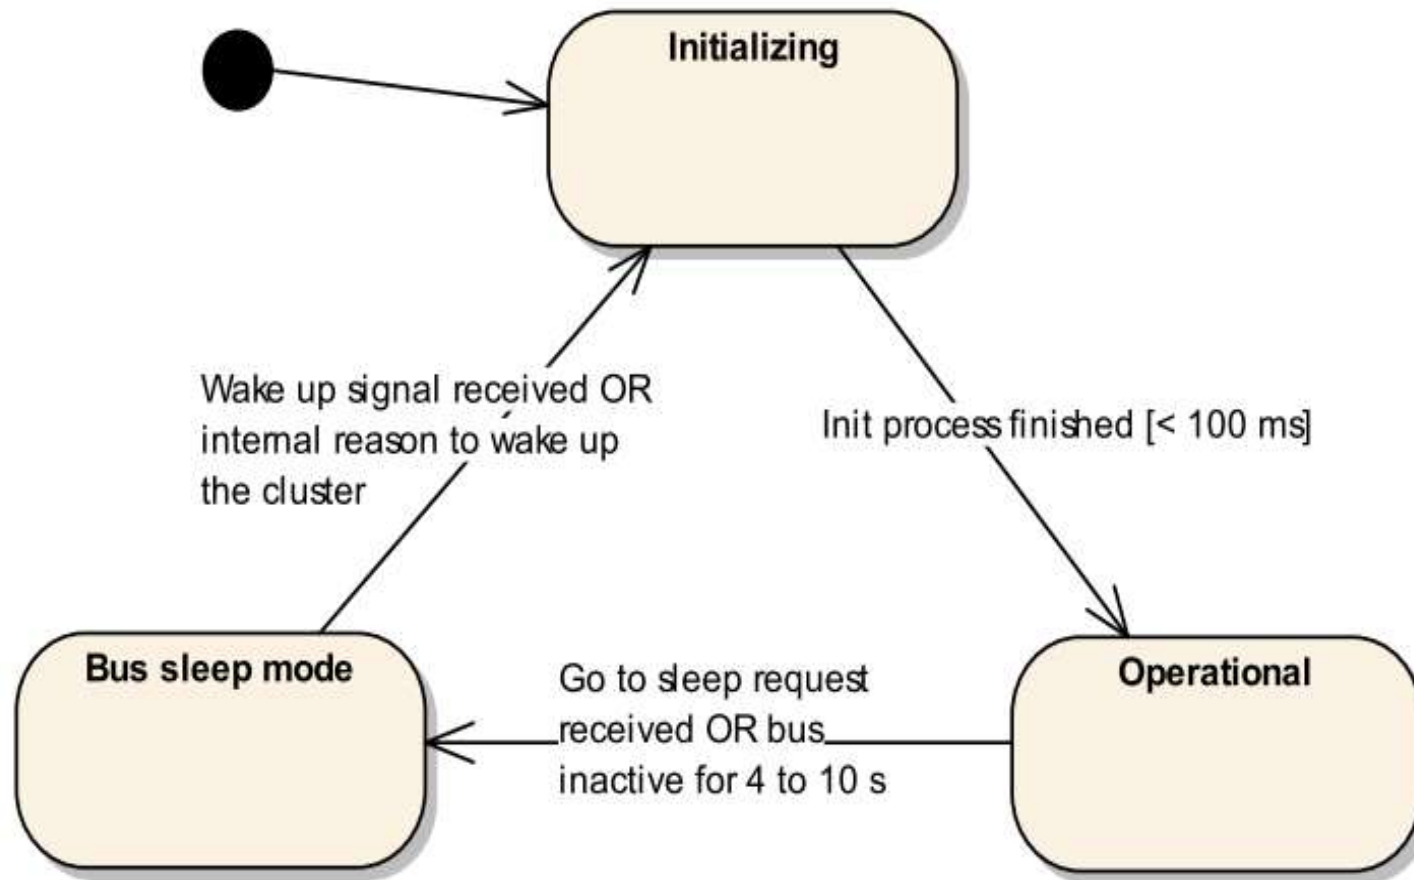 Initializing
Wake up signal received OR
internal reason to wake up
the cluster
Init process finished [< 100 ms]
Bus sleep mode
Go to sleep request
received OR bus
inactive for 4 to 10 s
Operational